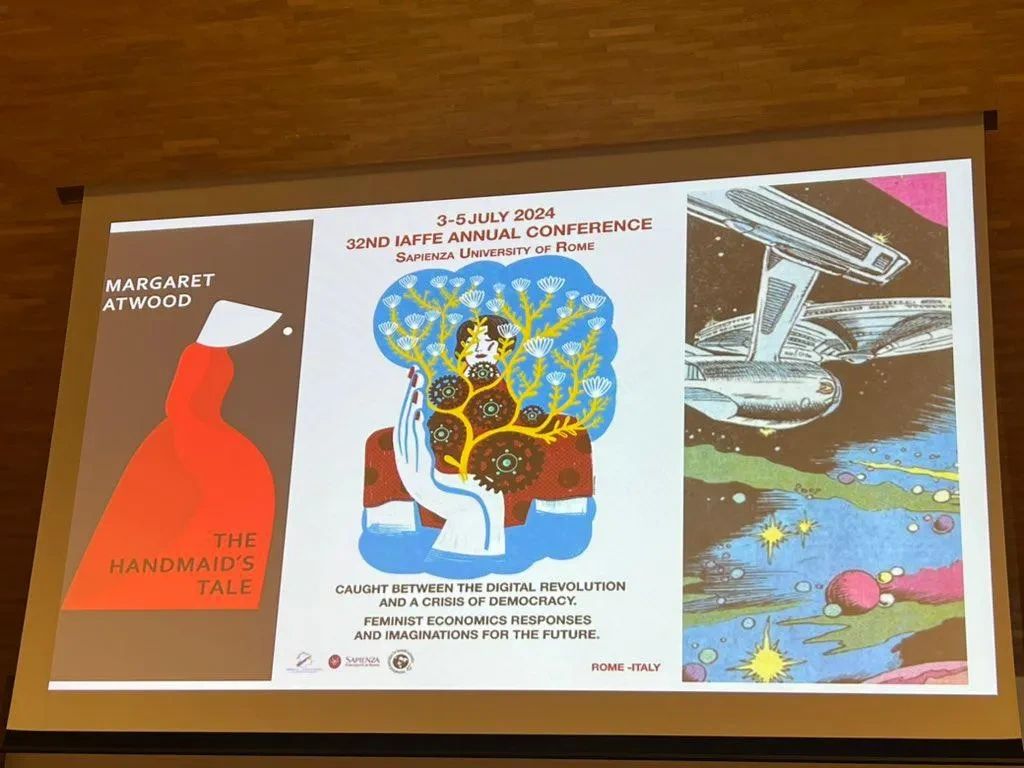 MARGARET
ATWOOD
THE
HANDMAID'S
TALE
3-5 JULY 2024
32ND IAFFE ANNUAL CONFERENCE
SAPIENZA UNIVERSITY OF ROME
CAUGHT BETWEEN THE DIGITAL REVOLUTION
AND A CRISIS OF DEMOCRACY.
FEMINIST ECONOMICS RESPONSES
AND IMAGINATIONS FOR THE FUTURE.
SAPIENZA
ROME -ITALY